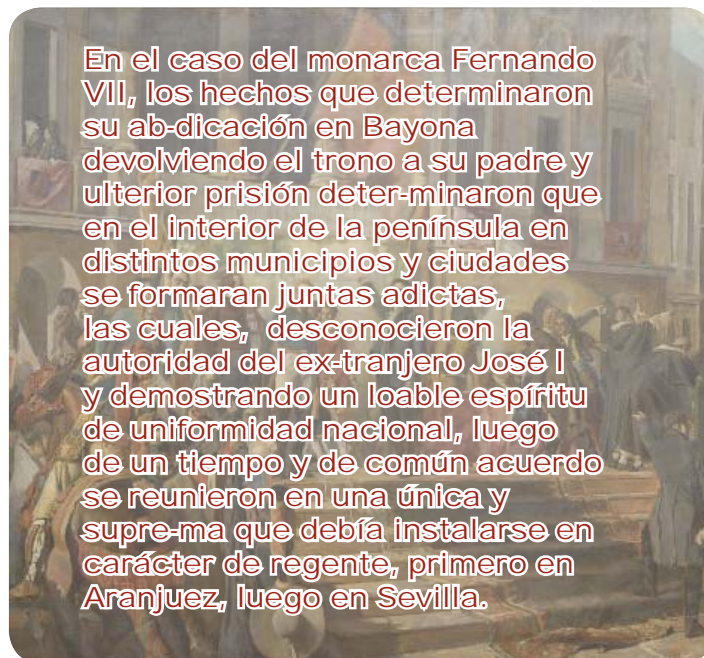 En el caso del monarca Fernando
VII, los hechos que determinaron
su ab-dicación en Bayona
devolviendo el trono a su padre y
ulterior prisión deter-minaron que
en el interior de la península en
distintos municipios y ciudades
se formaran juntas adictas,
las cuales, desconocieron la
autoridad del ex-tranjero José I
y demostrando un loable espíritu
de uniformidad nacional, luego
de un tiempo y de común acuerdo
se reunieron en una única y
supre-ma que debía instalarse en
carácter de regente, primero en
Aranjuez, luego en Sevilla.